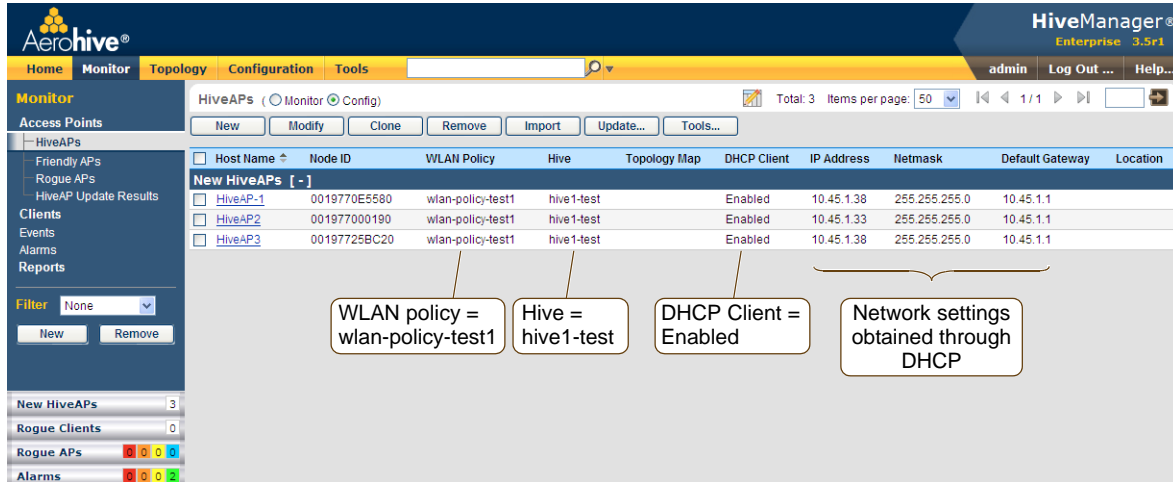 Aerohive®
HiveManager®
Enterprise 3.5r1
Home Monitor Topology Configuration Tools
admin Log Out ... Help...
Monitor
Access Points
HiveAPs
Friendly APs
Rogue APs
HiveAP Update Results
Clients
Events
Alarms
Reports
Filter None
New Remove
New HiveAPs 3
Rogue Clients 0
Rogue APs 0 0 0 0
Alarms 0 0 0 2
HiveAPs ( Monitor Config)
Total: 3 Items per page: 50 1 / 1
New Modify Clone Remove Import Update... Tools...
Host Name Node ID WLAN Policy Hive Topology Map DHCP Client IP Address Netmask Default Gateway Location
New HiveAPs [ - ]
HiveAP-1 0019770E5580 wlan-policy-test1 hive1-test Enabled 10.45.1.38 255.255.255.0 10.45.1.1
HiveAP2 001977000190 wlan-policy-test1 hive1-test Enabled 10.45.1.33 255.255.255.0 10.45.1.1
HiveAP3 00197725BC20 wlan-policy-test1 hive1-test Enabled 10.45.1.38 255.255.255.0 10.45.1.1
WLAN policy =
wlan-policy-test1
Hive =
hive1-test
DHCP Client =
Enabled
Network settings
obtained through
DHCP